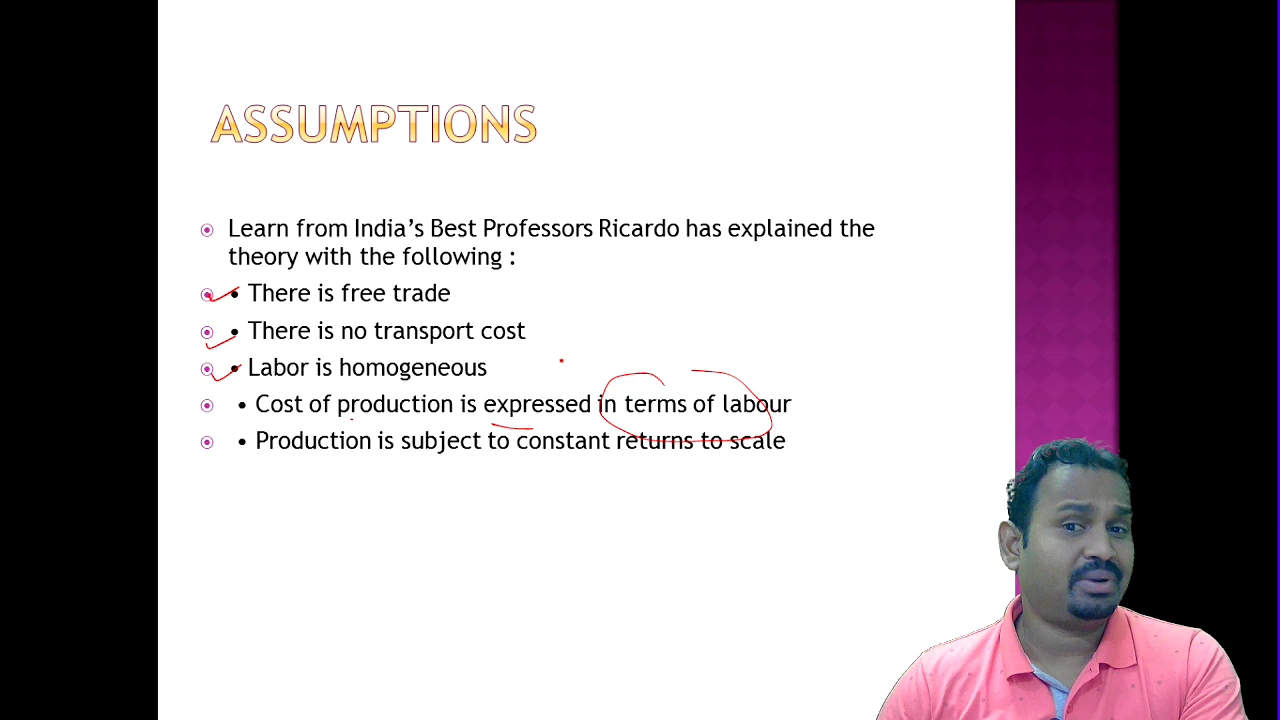 ASSUMPTIONS
Learn from India's Best Professors Ricardo has explained the
theory with the following :
• There is free trade
• There is no transport cost
• Labor is homogeneous
• Cost of production is expressed in terms of labour
• Production is subject to constant returns to scale